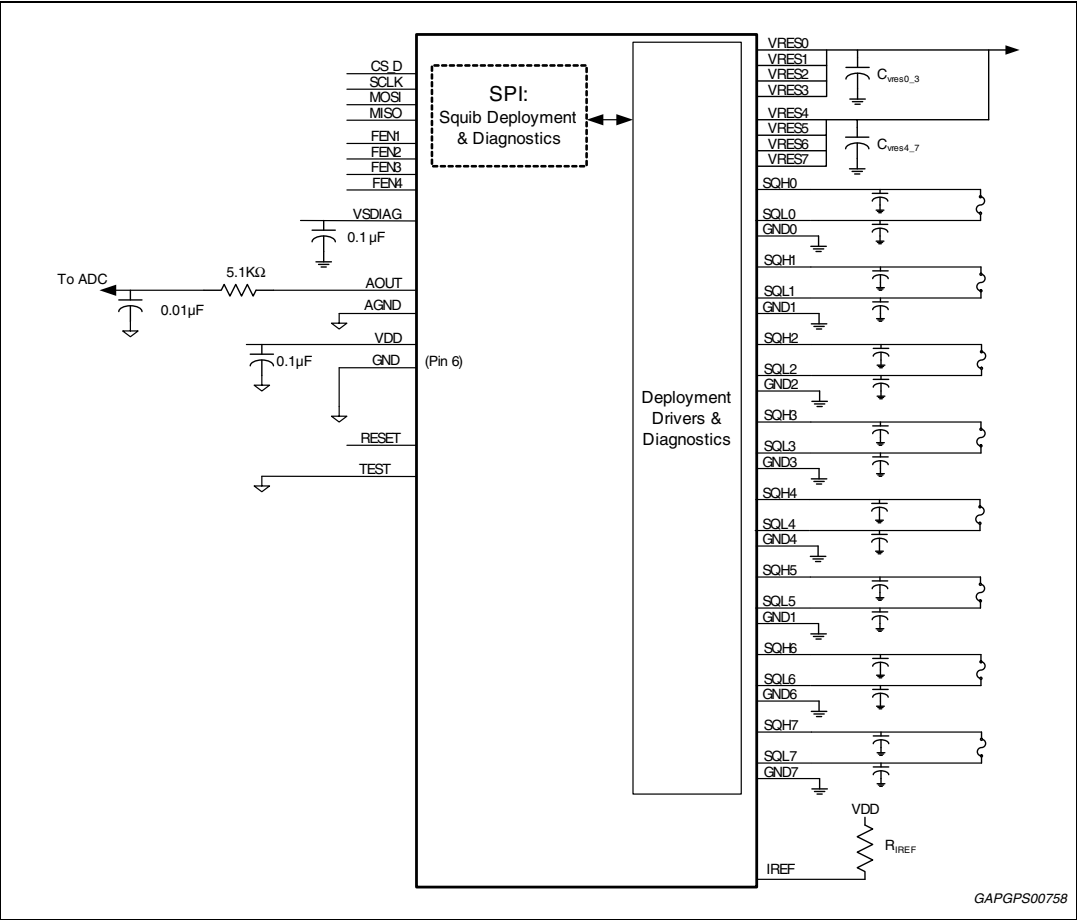 CS_D
SCLK
MOSI
MISO
FEN1
FEN2
FEN3
FEN4
VSDIAG
0.1µF
To ADC
5.1KΩ
AOUT
0.01µF
AGND
VDD
0.1µF
GND
(Pin 6)
RESET
TEST
SPI:
Squib Deployment
& Diagnostics
Deployment
Drivers &
Diagnostics
VRES0
VRES1
VRES2
VRES3
Cvres0_3
VRES4
VRES5
VRES6
VRES7
Cvres4_7
SQH0
SQL0
GND0
SQH1
SQL1
GND1
SQH2
SQL2
GND2
SQH3
SQL3
GND3
SQH4
SQL4
GND4
SQH5
SQL5
GND1
SQH6
SQL6
GND6
SQH7
SQL7
GND7
VDD
RIREF
IREF
GAPGPS00758